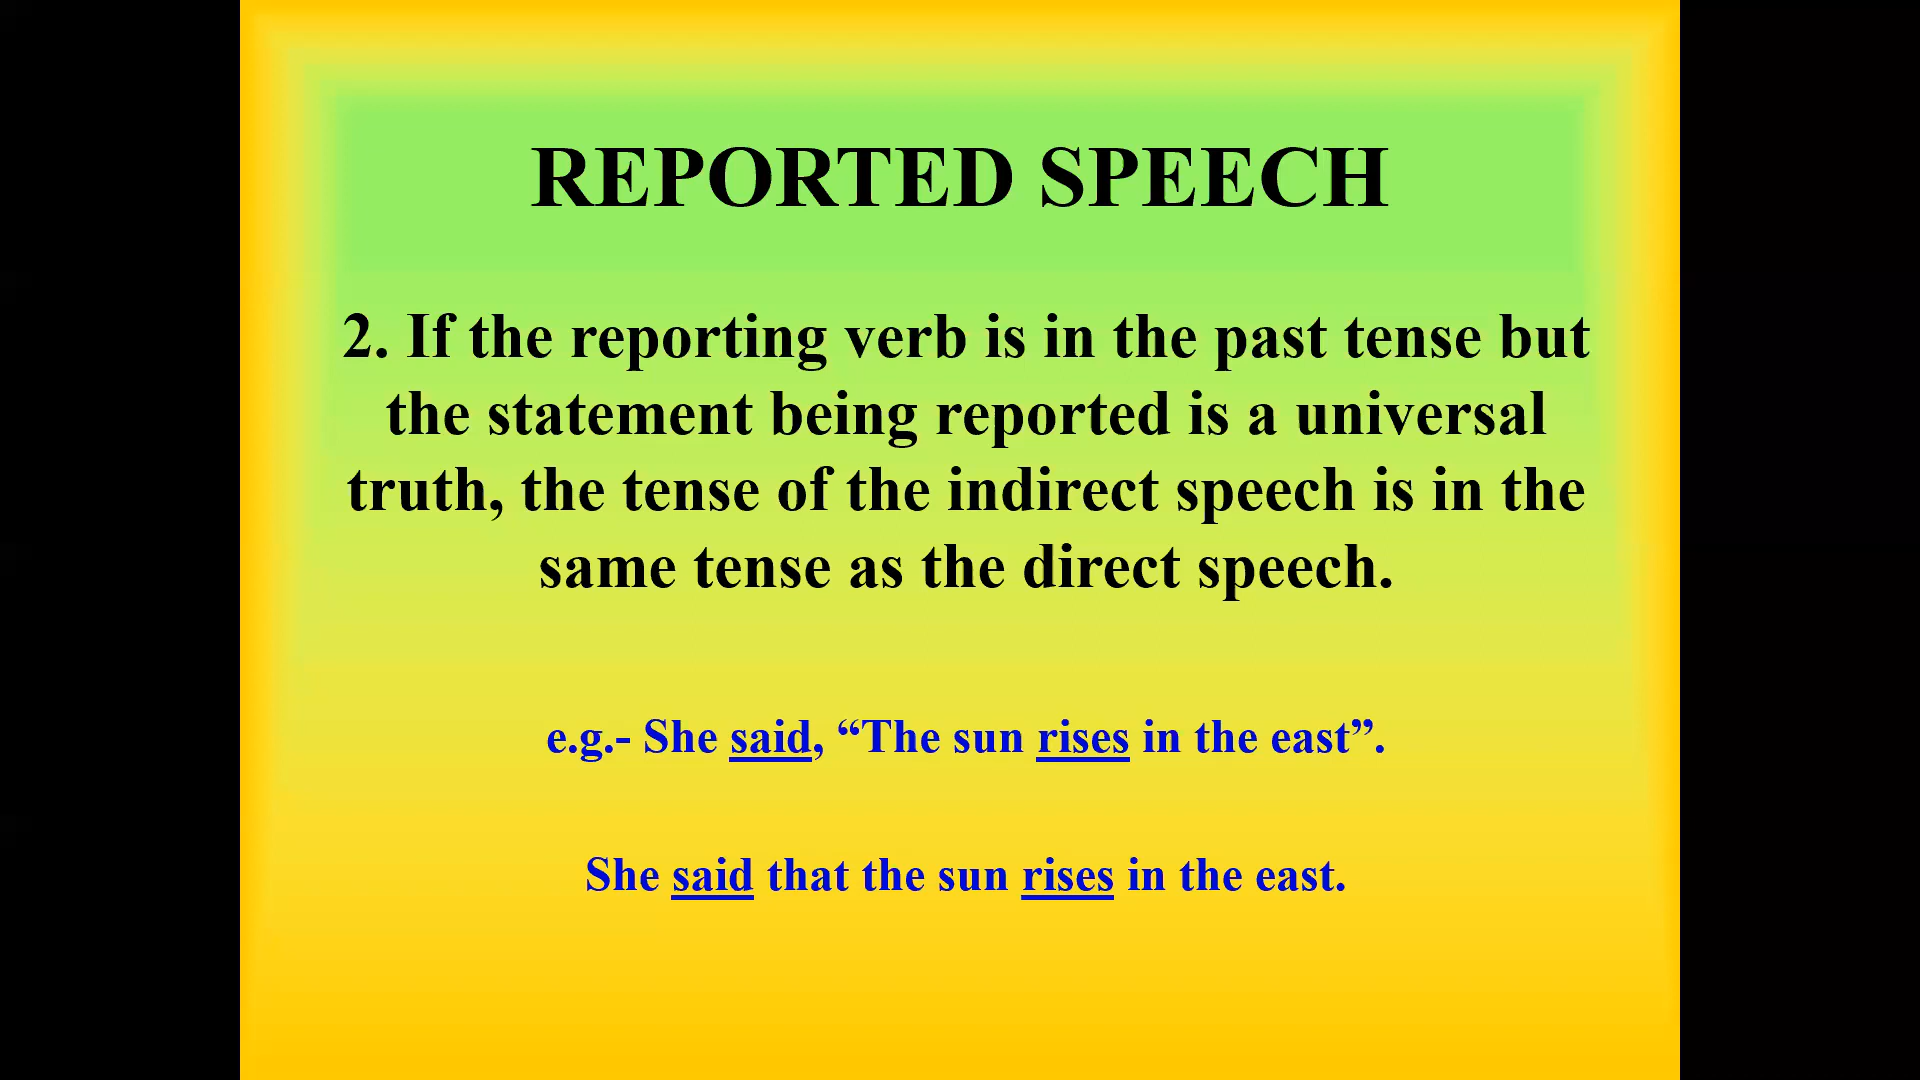 REPORTED SPEECH
2. If the reporting verb is in the past tense but
the statement being reported is a universal
truth, the tense of the indirect speech is in the
same tense as the direct speech.
e.g.- She said, “The sun rises in the east”.
She said that the sun rises in the east.